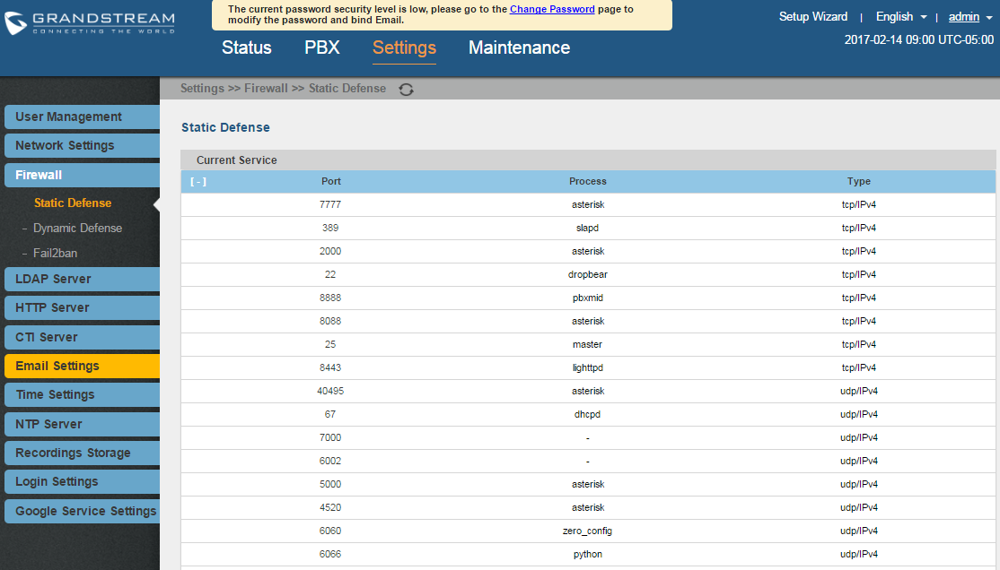 GRANDSTREAM
CONNECTING THE WORLD
The current password security level is low, please go to the Change Password page to
modify the password and bind Email.
Setup Wizard | English | admin
2017-02-14 09:00 UTC-05:00
Status PBX Settings Maintenance
Settings >> Firewall >> Static Defense
User Management
Network Settings
Firewall
Static Defense
- Dynamic Defense
- Fail2ban
LDAP Server
HTTP Server
CTI Server
Email Settings
Time Settings
NTP Server
Recordings Storage
Login Settings
Google Service Settings
Static Defense
Current Service
[ - ] Port Process Type
7777 asterisk tcp/IPv4
389 slapd tcp/IPv4
2000 asterisk tcp/IPv4
22 dropbear tcp/IPv4
8888 pbxmid tcp/IPv4
8088 asterisk tcp/IPv4
25 master tcp/IPv4
8443 lighttpd tcp/IPv4
40495 asterisk udp/IPv4
67 dhcpd udp/IPv4
7000 - udp/IPv4
6002 - udp/IPv4
5000 asterisk udp/IPv4
4520 asterisk udp/IPv4
6060 zero_config udp/IPv4
6066 python udp/IPv4